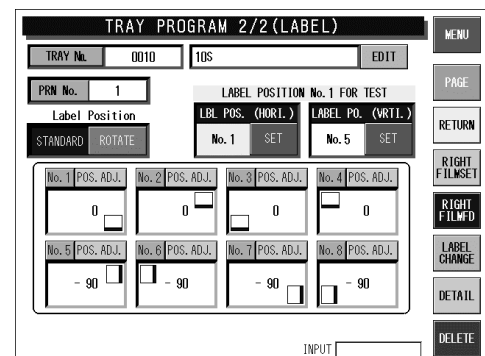 TRAY PROGRAM 2/2(LABEL)
TRAY No. 0010 10S EDIT
PRN No. 1
LABEL POSITION No.1 FOR TEST
Label Position
LBL POS. (HORI.) LABEL PO. (VRTI.)
STANDARD ROTATE
No.1 SET No.5 SET
No.1 POS. ADJ. No.2 POS. ADJ. No.3 POS. ADJ. No.4 POS. ADJ.
0 0 0 0
No.5 POS. ADJ. No.6 POS. ADJ. No.7 POS. ADJ. No.8 POS. ADJ.
- 90 - 90 - 90 - 90
INPUT
MENU
PAGE
RETURN
RIGHT
FILMSET
RIGHT
FILMFD
LABEL
CHANGE
DETAIL
DELETE